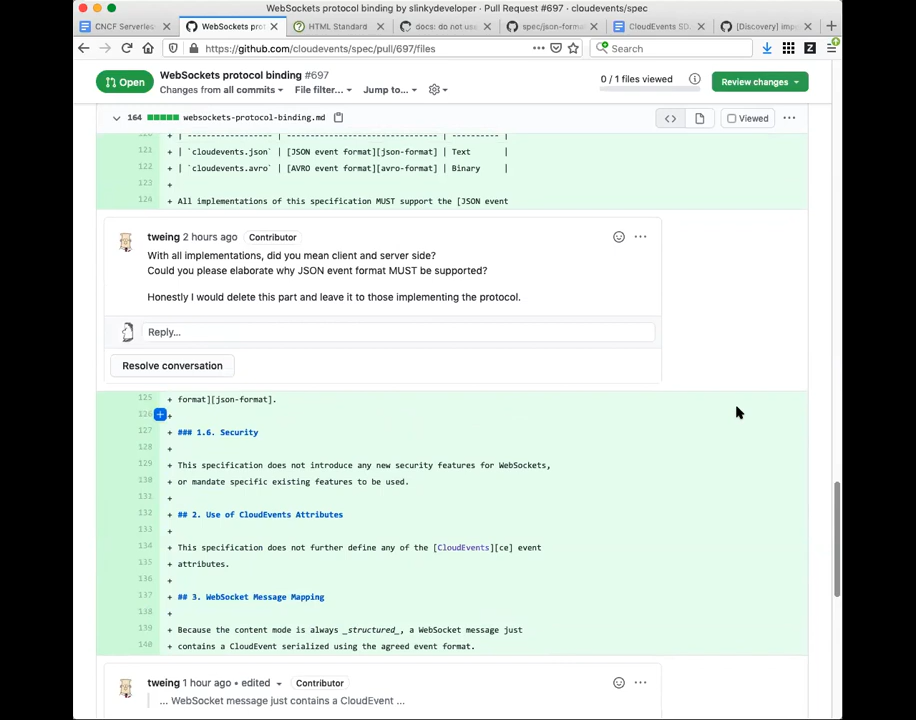 WebSockets protocol binding by slinkydeveloper · Pull Request #697 · cloudevents/spec
CNCF Serverles
WebSockets prot
HTML Standard
docs: do not use
spec/json-format
CloudEvents SDK
[Discovery] imp
https://github.com/cloudevents/spec/pull/697/files
Search
Open
WebSockets protocol binding #697
Changes from all commits
File filter...
Jump to...
0 / 1 files viewed
Review changes
164
websockets-protocol-binding.md
Viewed
120 + | ------------------ | ------------------------------- | ---------- |
121 + | `cloudevents.json` | [JSON event format][json-format] | Text |
122 + | `cloudevents.avro` | [AVRO event format][avro-format] | Binary |
123 +
124 + All implementations of this specification MUST support the [JSON event
tweing 2 hours ago Contributor
With all implementations, did you mean client and server side?
Could you please elaborate why JSON event format MUST be supported?
Honestly I would delete this part and leave it to those implementing the protocol.
Reply...
Resolve conversation
125 + format][json-format].
126 +
127 + ### 1.6. Security
128 +
129 + This specification does not introduce any new security features for WebSockets,
130 + or mandate specific existing features to be used.
131 +
132 + ## 2. Use of CloudEvents Attributes
133 +
134 + This specification does not further define any of the [CloudEvents][ce] event
135 + attributes.
136 +
137 + ## 3. WebSocket Message Mapping
138 +
139 + Because the content mode is always _structured_, a WebSocket message just
140 + contains a CloudEvent serialized using the agreed event format.
tweing 1 hour ago • edited Contributor
... WebSocket message just contains a CloudEvent ...